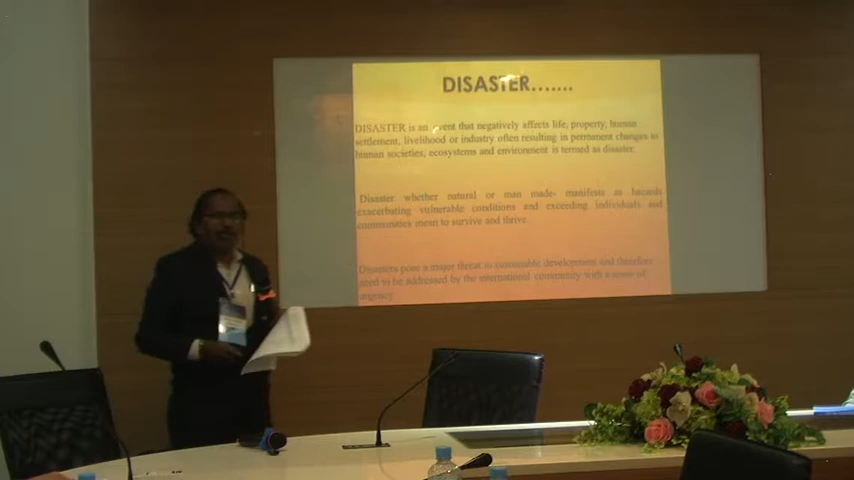 DISASTER.......
DISASTER is an event that negatively affects life, property, human
settlement, livelihood or industry often resulting in permanent changes to
human societies, ecosystems and environment is termed as disaster.
Disaster whether natural or man made- manifests as hazards
exacerbating vulnerable conditions and exceeding individuals and
communities mean to survive and thrive.
Disasters pose a major threat to sustainable development and therefore
need to be addressed by the international community with a sense of
urgency